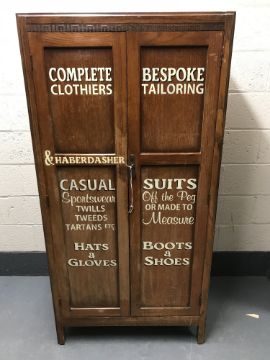 COMPLETE
CLOTHIERS
BESPOKE
TAILORING
& HABERDASHER
CASUAL
Sportswear
TWILLS
TWEEDS
TARTANS ETC
HATS
&
GLOVES
SUITS
Off the Peg
OR MADE TO
Measure
BOOTS
&
SHOES